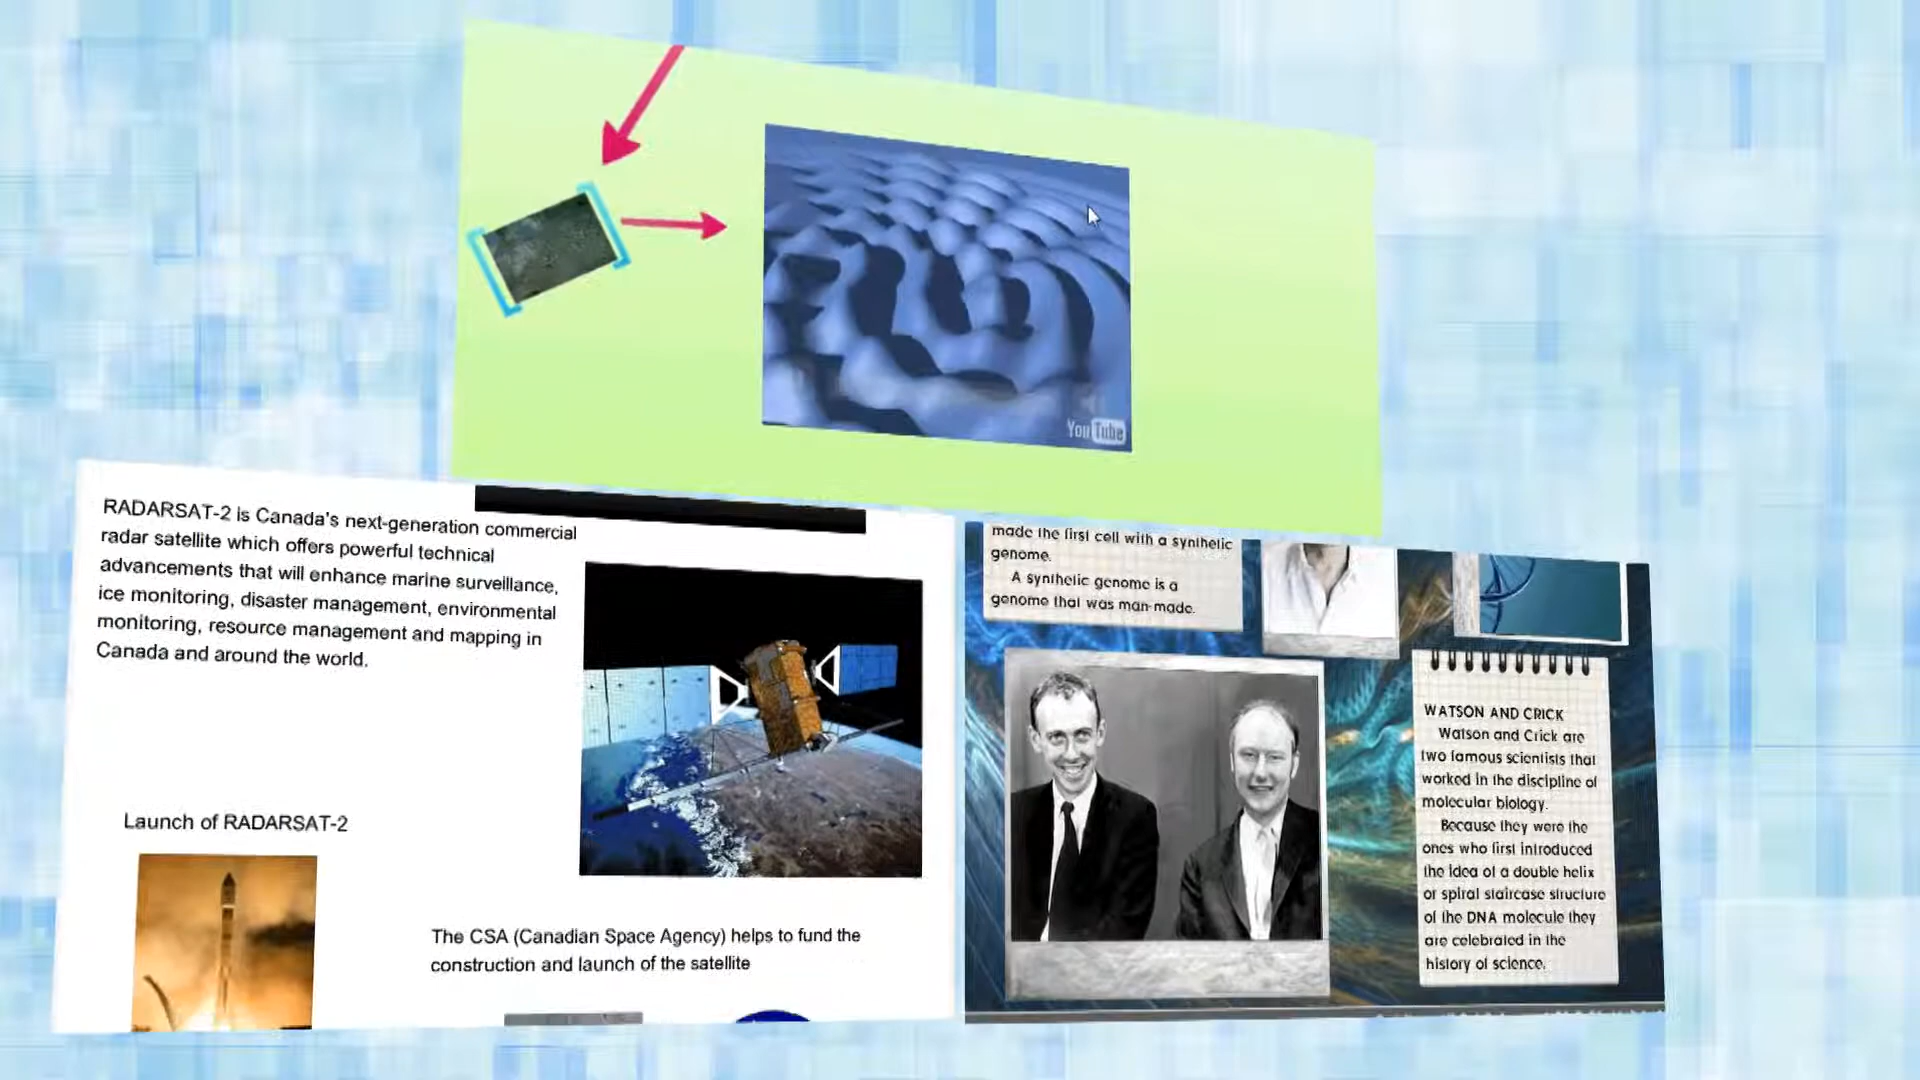 YouTube
RADARSAT-2 is Canada's next-generation commercial
radar satellite which offers powerful technical
advancements that will enhance marine surveillance,
ice monitoring, disaster management, environmental
monitoring, resource management and mapping in
Canada and around the world.
Launch of RADARSAT-2
The CSA (Canadian Space Agency) helps to fund the
construction and launch of the satellite
made the first cell with a synthetic
genome.
A synthetic genome is a
genome that was man-made.
WATSON AND CRICK
Watson and Crick are
two famous scientists that
worked in the discipline of
molecular biology.
Because they were the
ones who first introduced
the idea of a double helix
or spiral staircase structure
of the DNA molecule they
are celebrated in the
history of science.